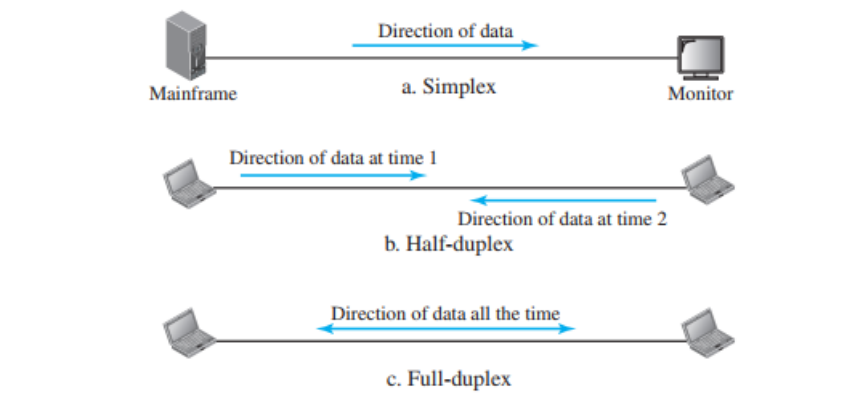 Direction of data
Mainframe
a. Simplex
Monitor
Direction of data at time 1
Direction of data at time 2
b. Half-duplex
Direction of data all the time
c. Full-duplex